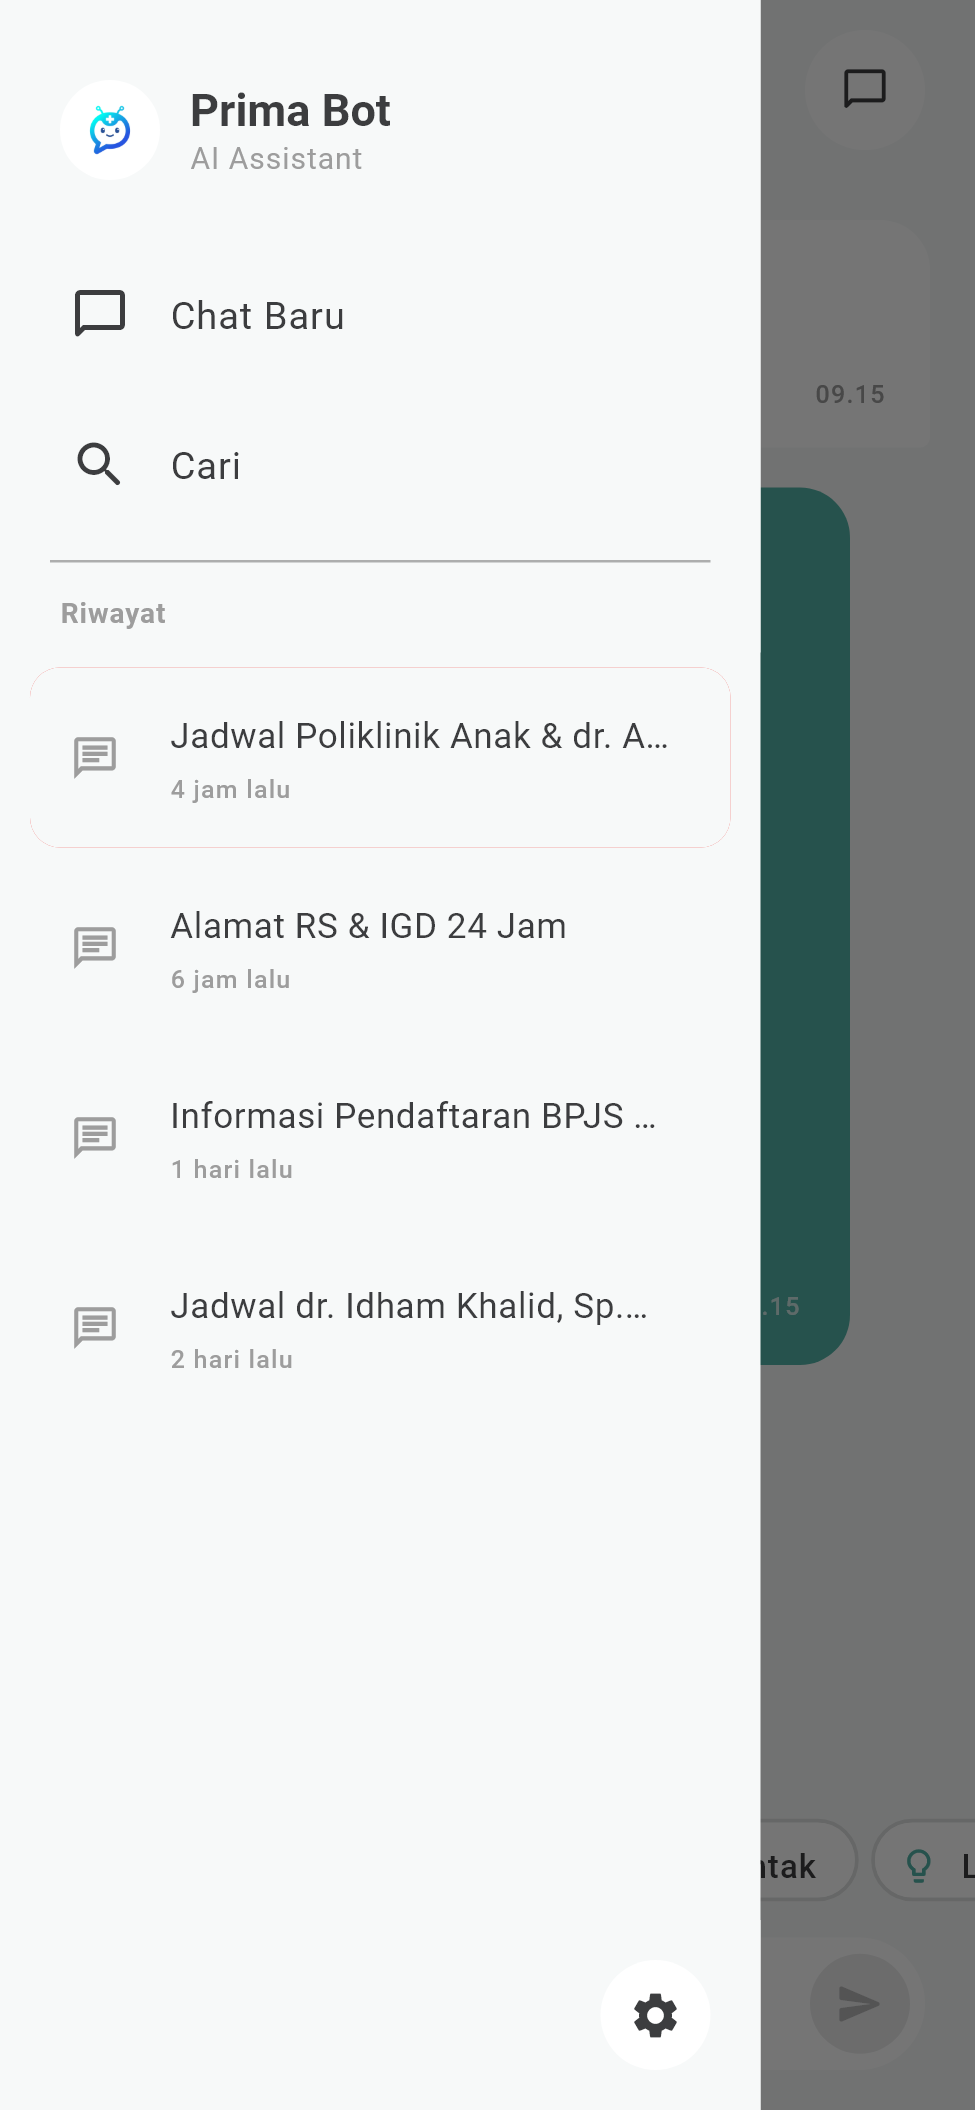 Prima Bot
AI Assistant
Chat Baru
Cari
Riwayat
Jadwal Poliklinik Anak & dr. A...
4 jam lalu
Alamat RS & IGD 24 Jam
6 jam lalu
Informasi Pendaftaran BPJS ...
1 hari lalu
Jadwal dr. Idham Khalid, Sp....
2 hari lalu
09.15
.15
ntak
L